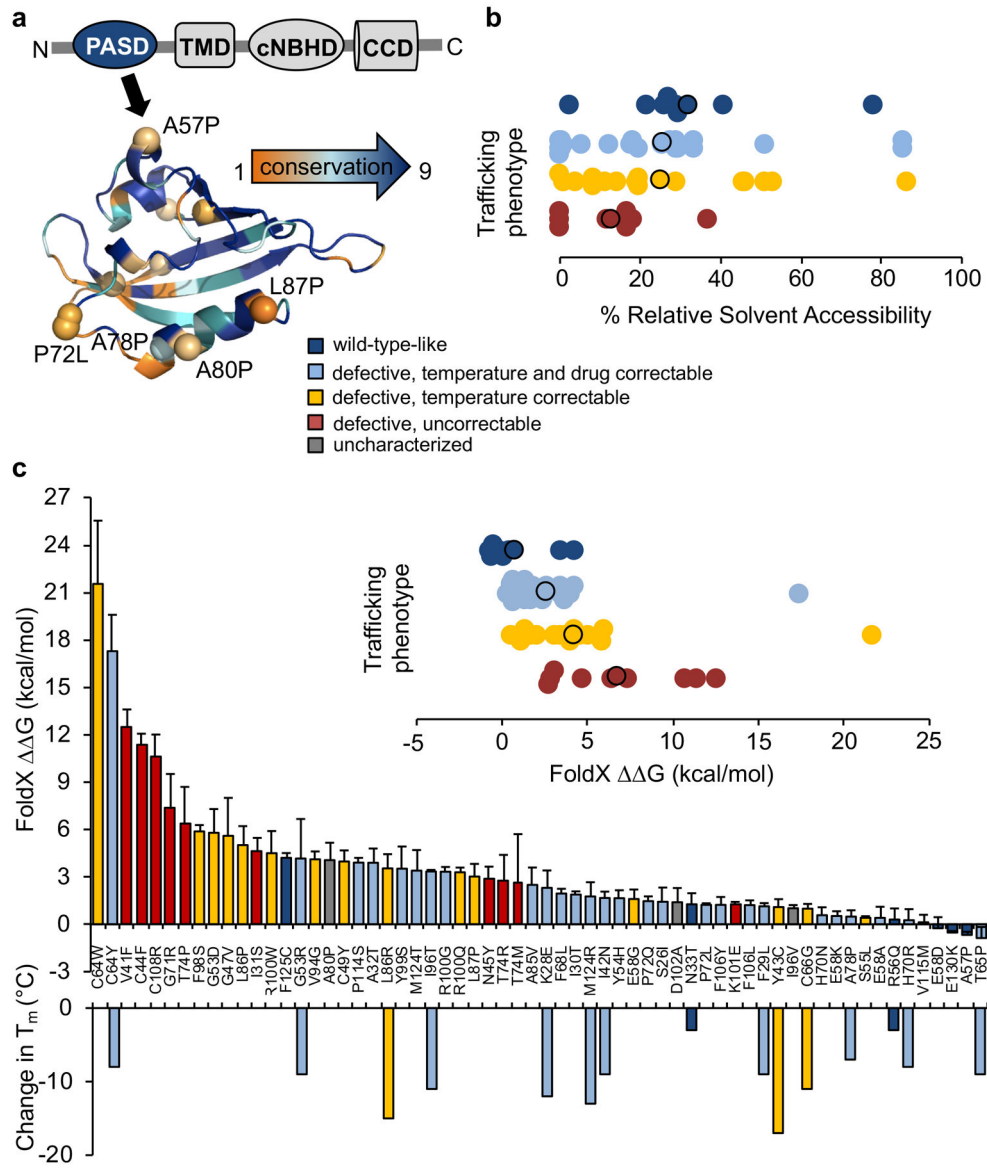 a
N PASD TMD cNBHD CCD C
A57P
1 conservation 9
L87P
P72L
A78P
A80P
b
Trafficking
phenotype
0 20 40 60 80 100
% Relative Solvent Accessibility
wild-type-like
defective, temperature and drug correctable
defective, temperature correctable
defective, uncorrectable
uncharacterized
c
27
24
21
18
15
12
9
6
3
0
-3
FoldX ΔΔG (kcal/mol)
Trafficking
phenotype
-5 0 5 10 15 20 25
FoldX ΔΔG (kcal/mol)
C64W
C64Y
V41F
C44F
C108R
G71R
T74P
F98S
G53D
G47V
L86P
I31S
R100W
F125C
G53R
V94G
A80P
C49Y
P114S
A32T
L86R
Y99S
M124T
I96T
R100G
R100Q
L87P
N45Y
T74R
T74M
A85V
K28E
F68L
I30T
M124R
I42N
Y54H
E58G
P72Q
S26I
D102A
N33T
P72L
F106Y
K101E
F106L
F29L
Y43C
I96V
C66G
H70N
E58K
A78P
S55L
E58A
R56Q
H70R
V115M
E58D
E130K
A57P
T65P
0
-10
-20
Change in Tm (°C)